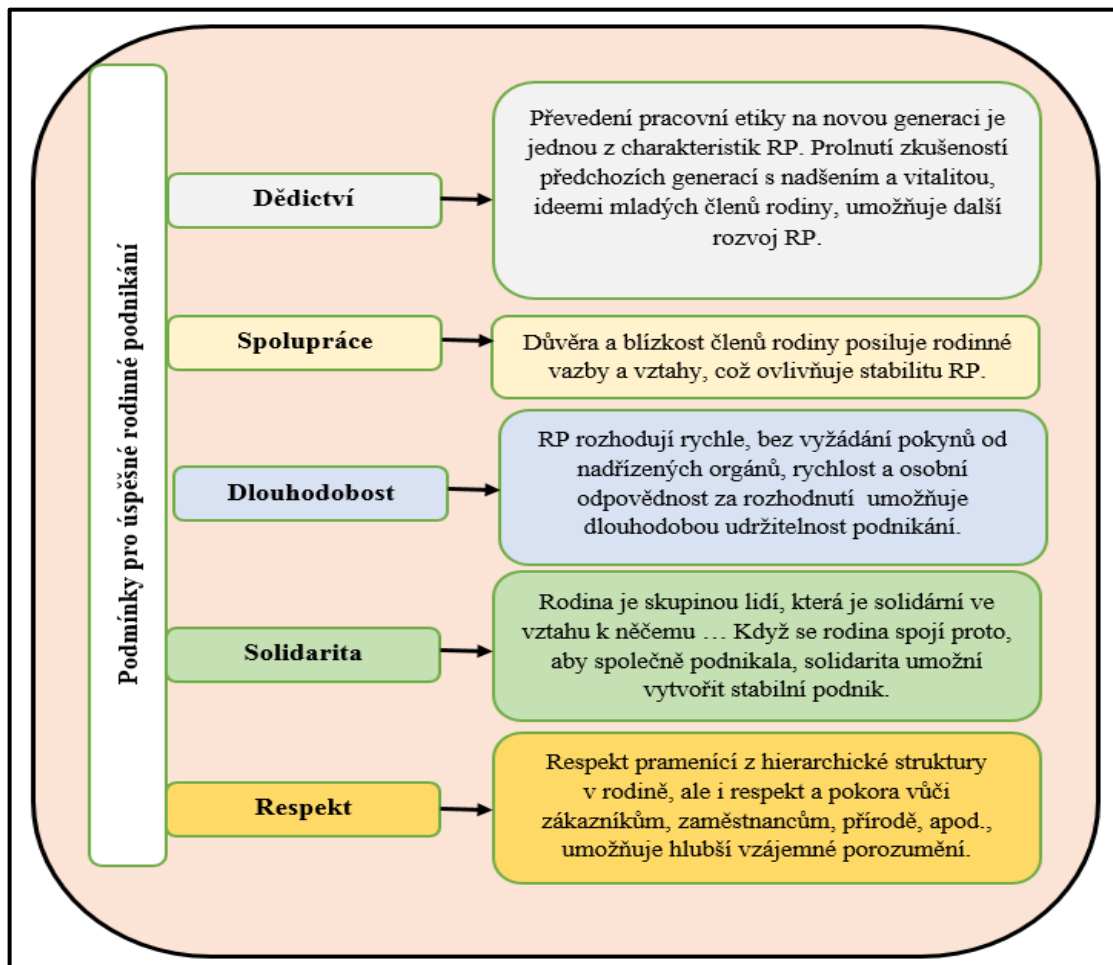 Podmínky pro úspěšné rodinné podnikání
Dědictví
Převedení pracovní etiky na novou generaci je
jednou z charakteristik RP. Prolnutí zkušeností
předchozích generací s nadšením a vitalitou,
ideemi mladých členů rodiny, umožňuje další
rozvoj RP.
Spolupráce
Důvěra a blízkost členů rodiny posiluje rodinné
vazby a vztahy, což ovlivňuje stabilitu RP.
Dlouhodobost
RP rozhodují rychle, bez vyžádání pokynů od
nadřízených orgánů, rychlost a osobní
odpovědnost za rozhodnutí  umožňuje
dlouhodobou udržitelnost podnikání.
Solidarita
Rodina je skupinou lidí, která je solidární ve
vztahu k něčemu … Když se rodina spojí proto,
aby společně podnikala, solidarita umožní
vytvořit stabilní podnik.
Respekt
Respekt pramenící z hierarchické struktury
v rodině, ale i respekt a pokora vůči
zákazníkům, zaměstnancům, přírodě, apod.,
umožňuje hlubší vzájemné porozumění.